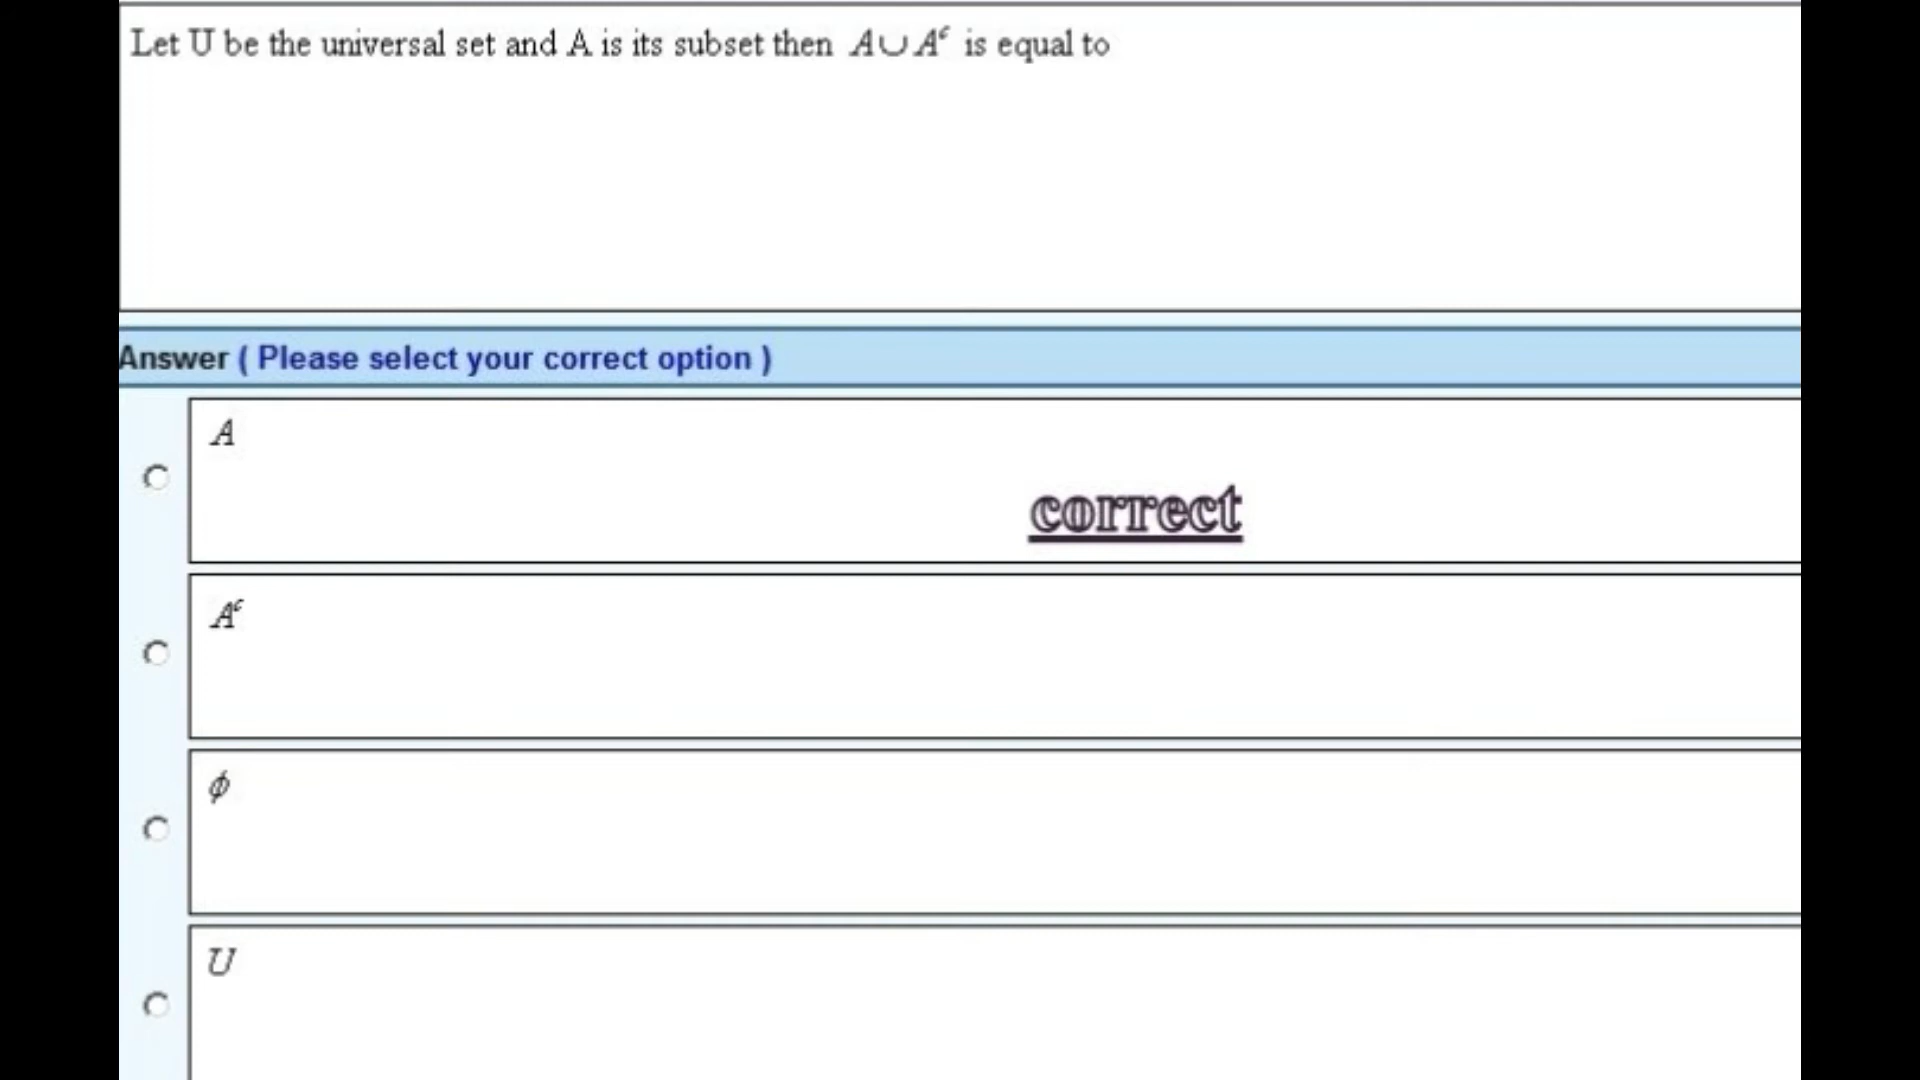 Let U be the universal set and A is its subset then A∪Aᶜ is equal to
Answer ( Please select your correct option )
A
correct
Aᶜ
ϕ
U